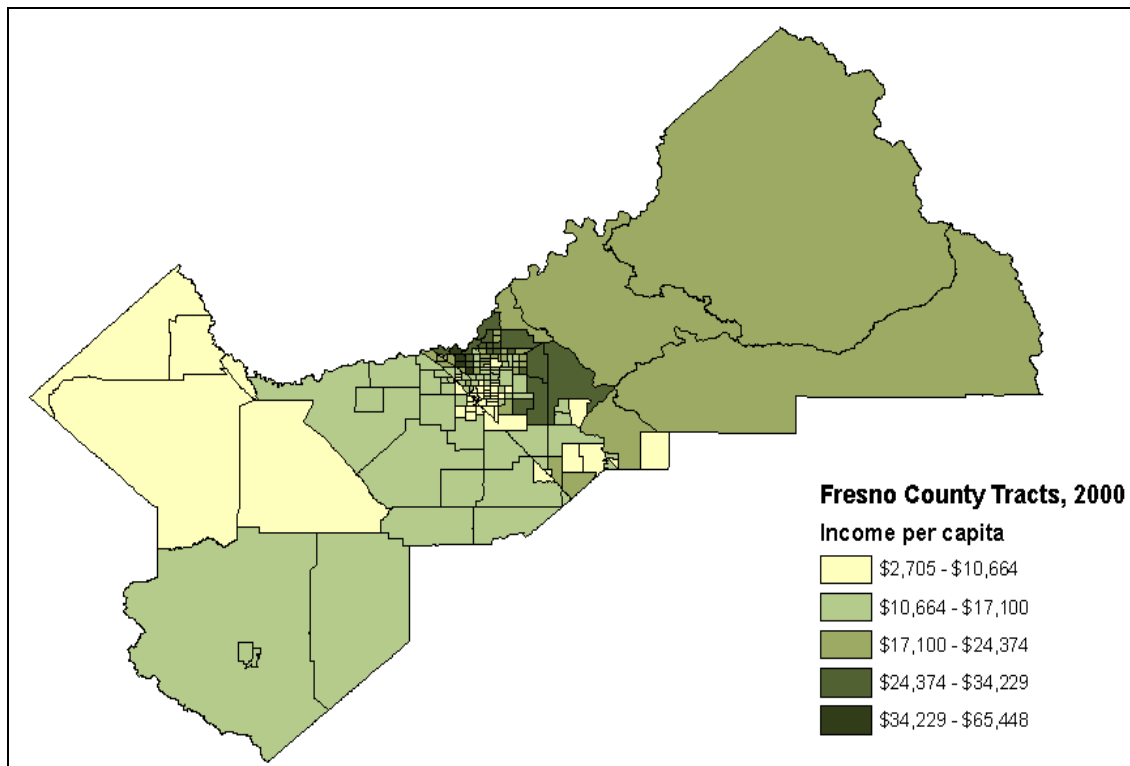 Fresno County Tracts, 2000
Income per capita
$2,705 - $10,664
$10,664 - $17,100
$17,100 - $24,374
$24,374 - $34,229
$34,229 - $65,448